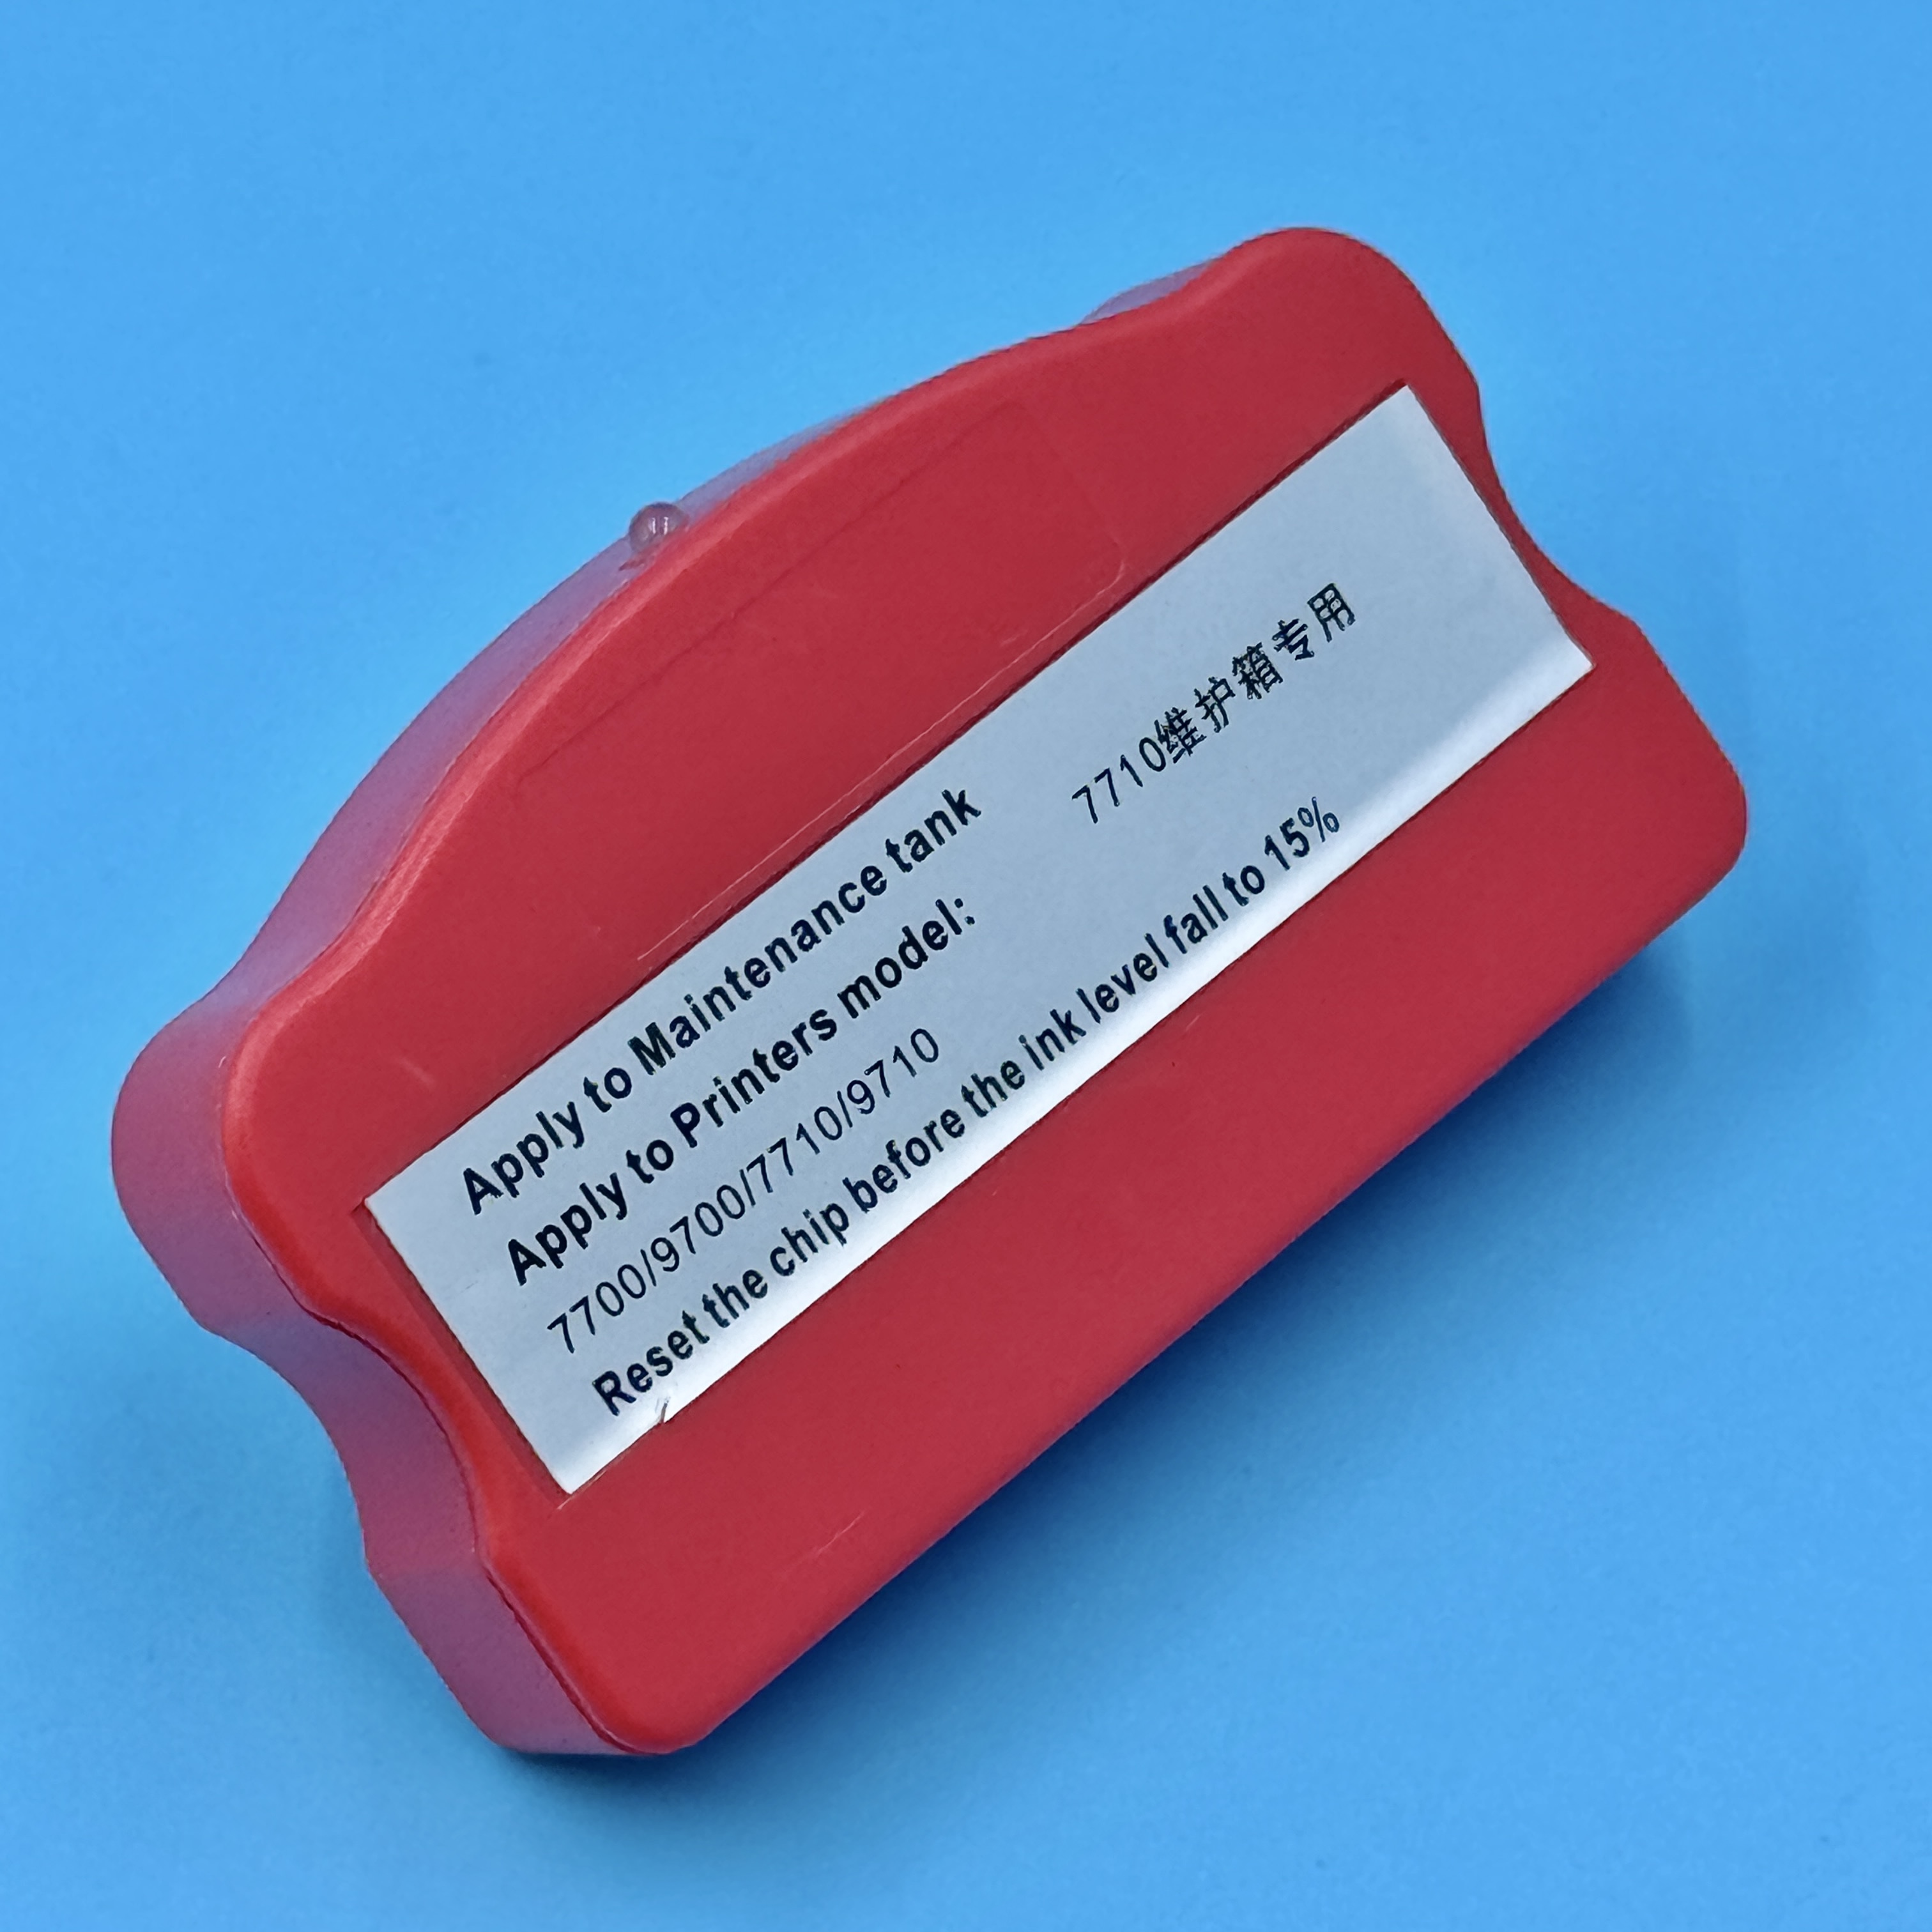 Apply to Maintenance tank
Apply to Printers model: 7710维护箱专用
7700/9700/7710/9710
Reset the chip before the ink level fall to 15%